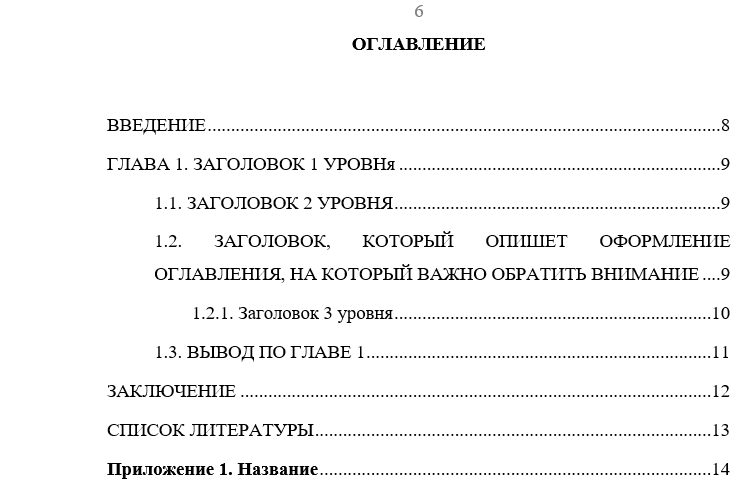 6
ОГЛАВЛЕНИЕ
ВВЕДЕНИЕ.....8
ГЛАВА 1. ЗАГОЛОВОК 1 УРОВНя.....9
1.1. ЗАГОЛОВОК 2 УРОВНЯ.....9
1.2. ЗАГОЛОВОК, КОТОРЫЙ ОПИШЕТ ОФОРМЛЕНИЕ
ОГЛАВЛЕНИЯ, НА КОТОРЫЙ ВАЖНО ОБРАТИТЬ ВНИМАНИЕ....9
1.2.1. Заголовок 3 уровня.....10
1.3. ВЫВОД ПО ГЛАВЕ 1.....11
ЗАКЛЮЧЕНИЕ.....12
СПИСОК ЛИТЕРАТУРЫ.....13
Приложение 1. Название.....14